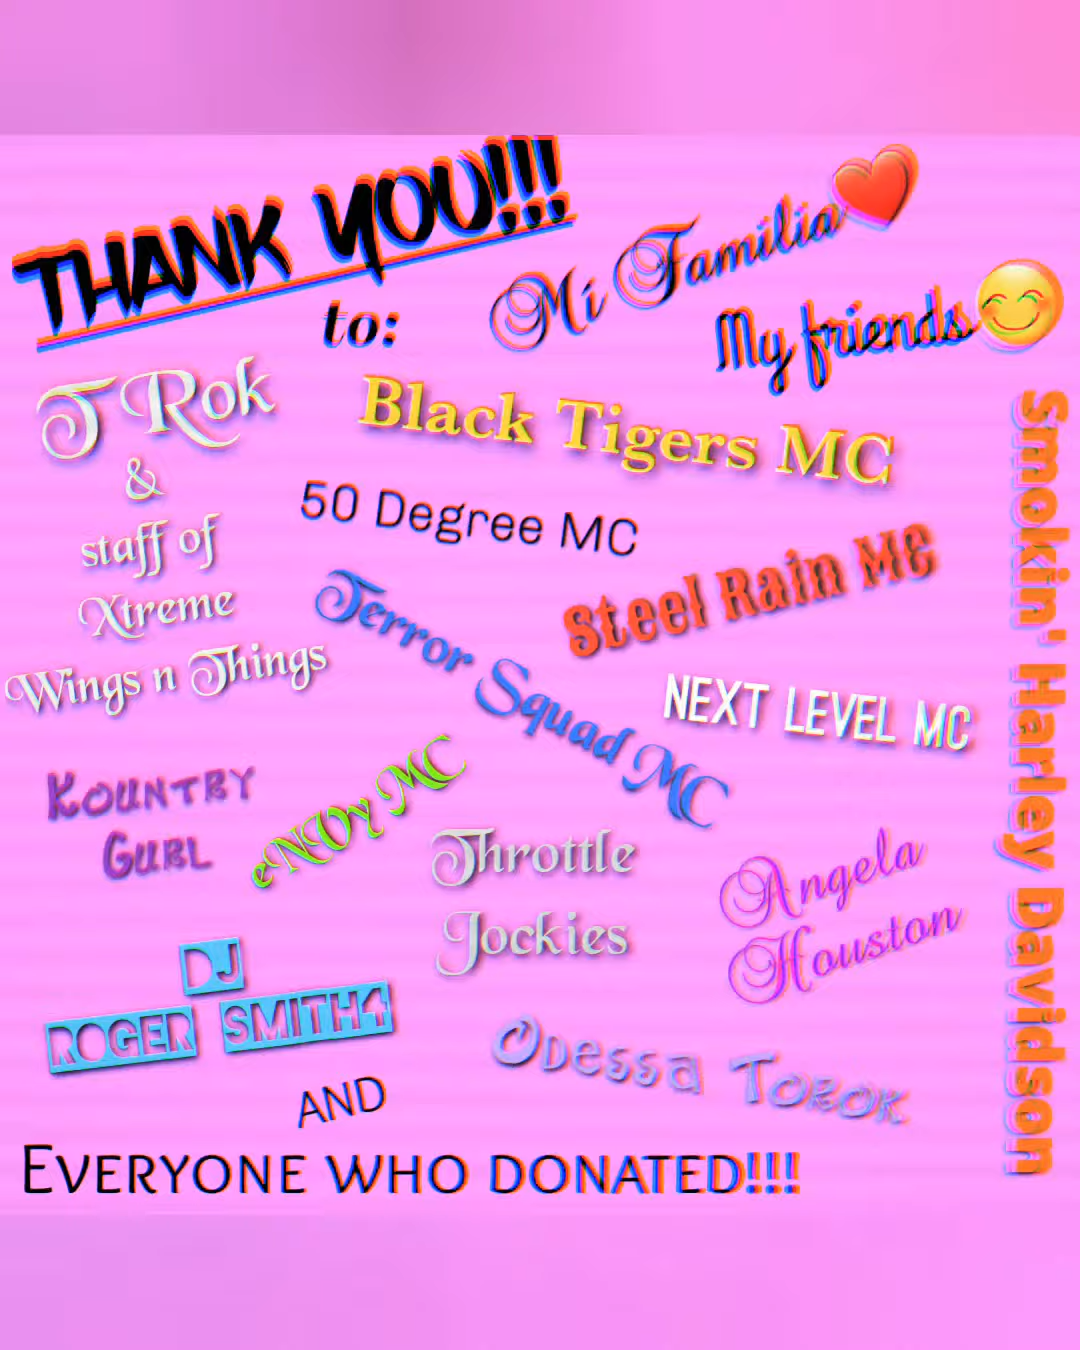 THANK YOU!!!
to:
Mi Familia
My friends
T Rok
&
staff of
Xtreme
Wings n Things
Black Tigers MC
50 Degree MC
Steel Rain MC
Terror Squad MC
NEXT LEVEL MC
Smokin' Harley Davidson
KOUNTRY
GURL
eNVy MC
Throttle
Jockies
Angela
Houston
DJ
ROGER SMITH4
Odessa Torok
AND
EVERYONE WHO DONATED!!!